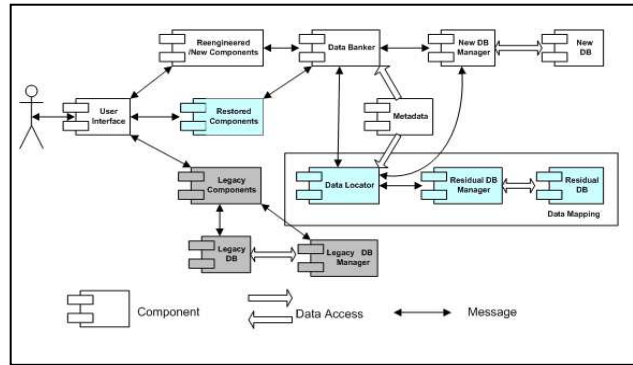 Reengineered
/New Components
Data Banker
New DB
Manager
New
DB
User
Interface
Restored
Components
Metadata
Legacy
Components
Data Locator
Residual DB
Manager
Residual
DB
Data Mapping
Legacy
DB
Legacy DB
Manager
Component
Data Access
Message